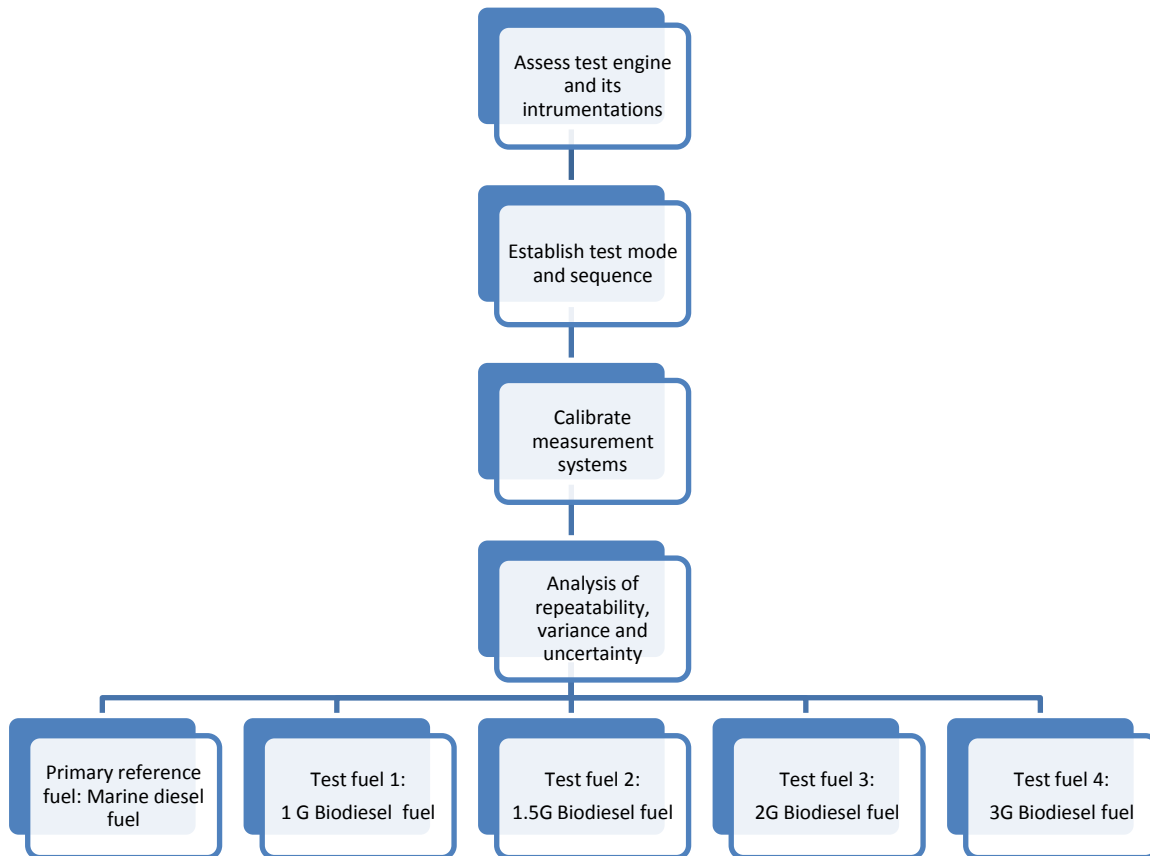 Assess test engine
and its
intrumentations
Establish test mode
and sequence
Calibrate
measurement
systems
Analysis of
repeatability,
variance and
uncertainty
Primary reference
fuel: Marine diesel
fuel
Test fuel 1:
1 G Biodiesel fuel
Test fuel 2:
1.5G Biodiesel fuel
Test fuel 3:
2G Biodiesel fuel
Test fuel 4:
3G Biodiesel fuel